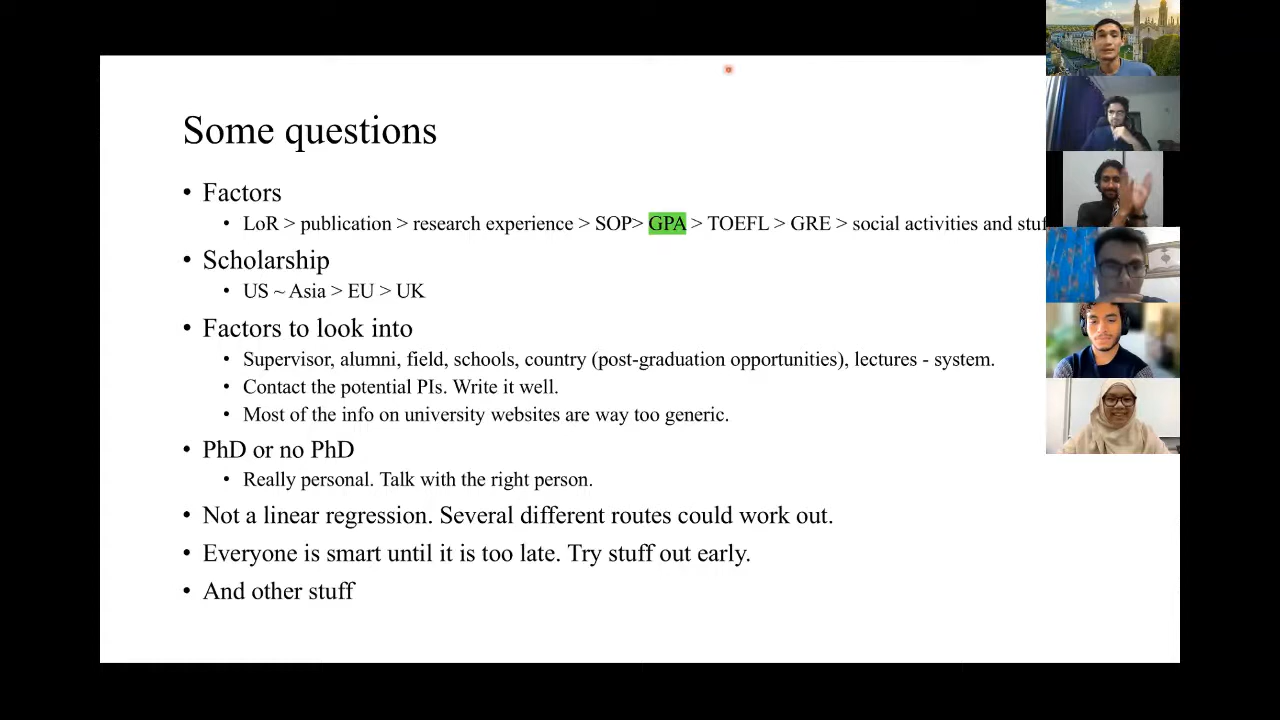 Some questions
• Factors
• LoR > publication > research experience > SOP> GPA > TOEFL > GRE > social activities and stuf
• Scholarship
• US ~ Asia > EU > UK
• Factors to look into
• Supervisor, alumni, field, schools, country (post-graduation opportunities), lectures - system.
• Contact the potential PIs. Write it well.
• Most of the info on university websites are way too generic.
• PhD or no PhD
• Really personal. Talk with the right person.
• Not a linear regression. Several different routes could work out.
• Everyone is smart until it is too late. Try stuff out early.
• And other stuff